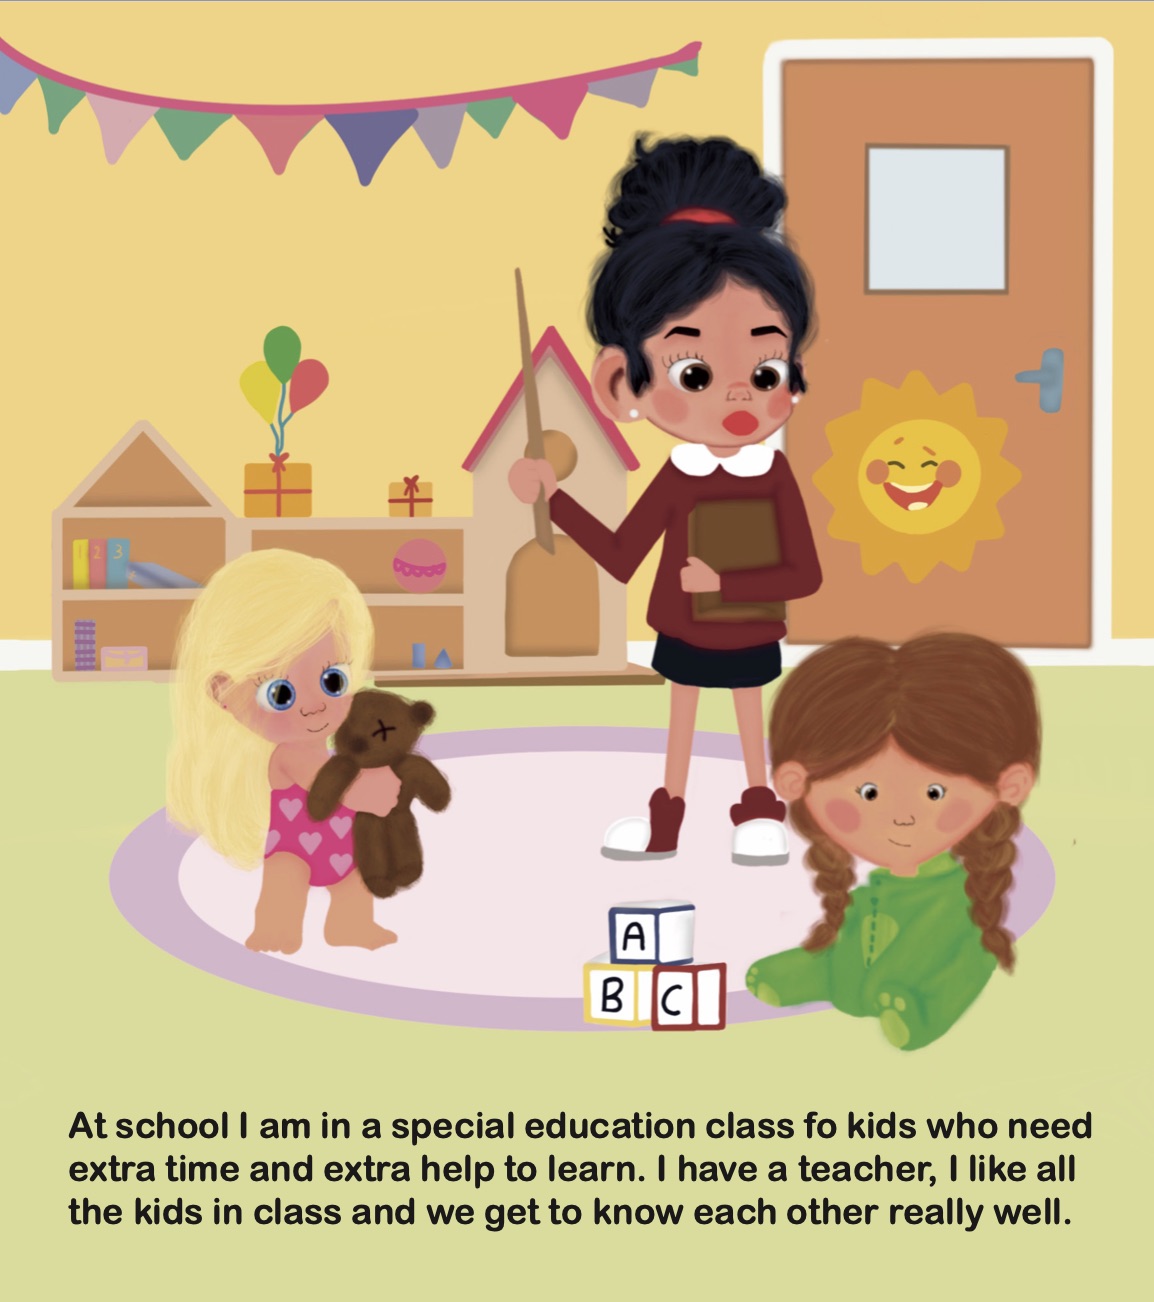 1 2 3
A
B C
At school I am in a special education class fo kids who need
extra time and extra help to learn. I have a teacher, I like all
the kids in class and we get to know each other really well.